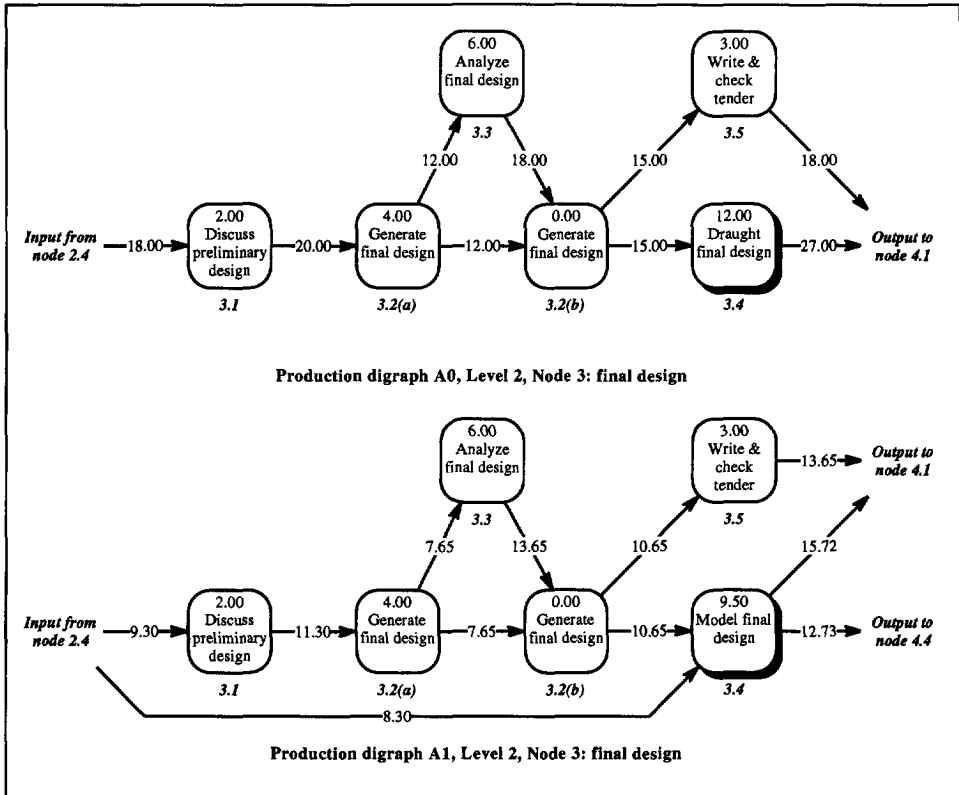 6.00
Analyze
final design
3.3
3.00
Write &
check
tender
3.5
12.00
18.00
15.00
18.00
Input from
node 2.4
18.00
2.00
Discuss
preliminary
design
3.1
20.00
4.00
Generate
final design
3.2(a)
12.00
0.00
Generate
final design
3.2(b)
15.00
12.00
Draught
final design
3.4
27.00
Output to
node 4.1
Production digraph A0, Level 2, Node 3: final design
6.00
Analyze
final design
3.3
3.00
Write &
check
tender
3.5
13.65
Output to
node 4.1
7.65
13.65
10.65
15.72
Input from
node 2.4
9.30
2.00
Discuss
preliminary
design
3.1
11.30
4.00
Generate
final design
3.2(a)
7.65
0.00
Generate
final design
3.2(b)
10.65
9.50
Model final
design
3.4
12.73
Output to
node 4.4
8.30
Production digraph A1, Level 2, Node 3: final design